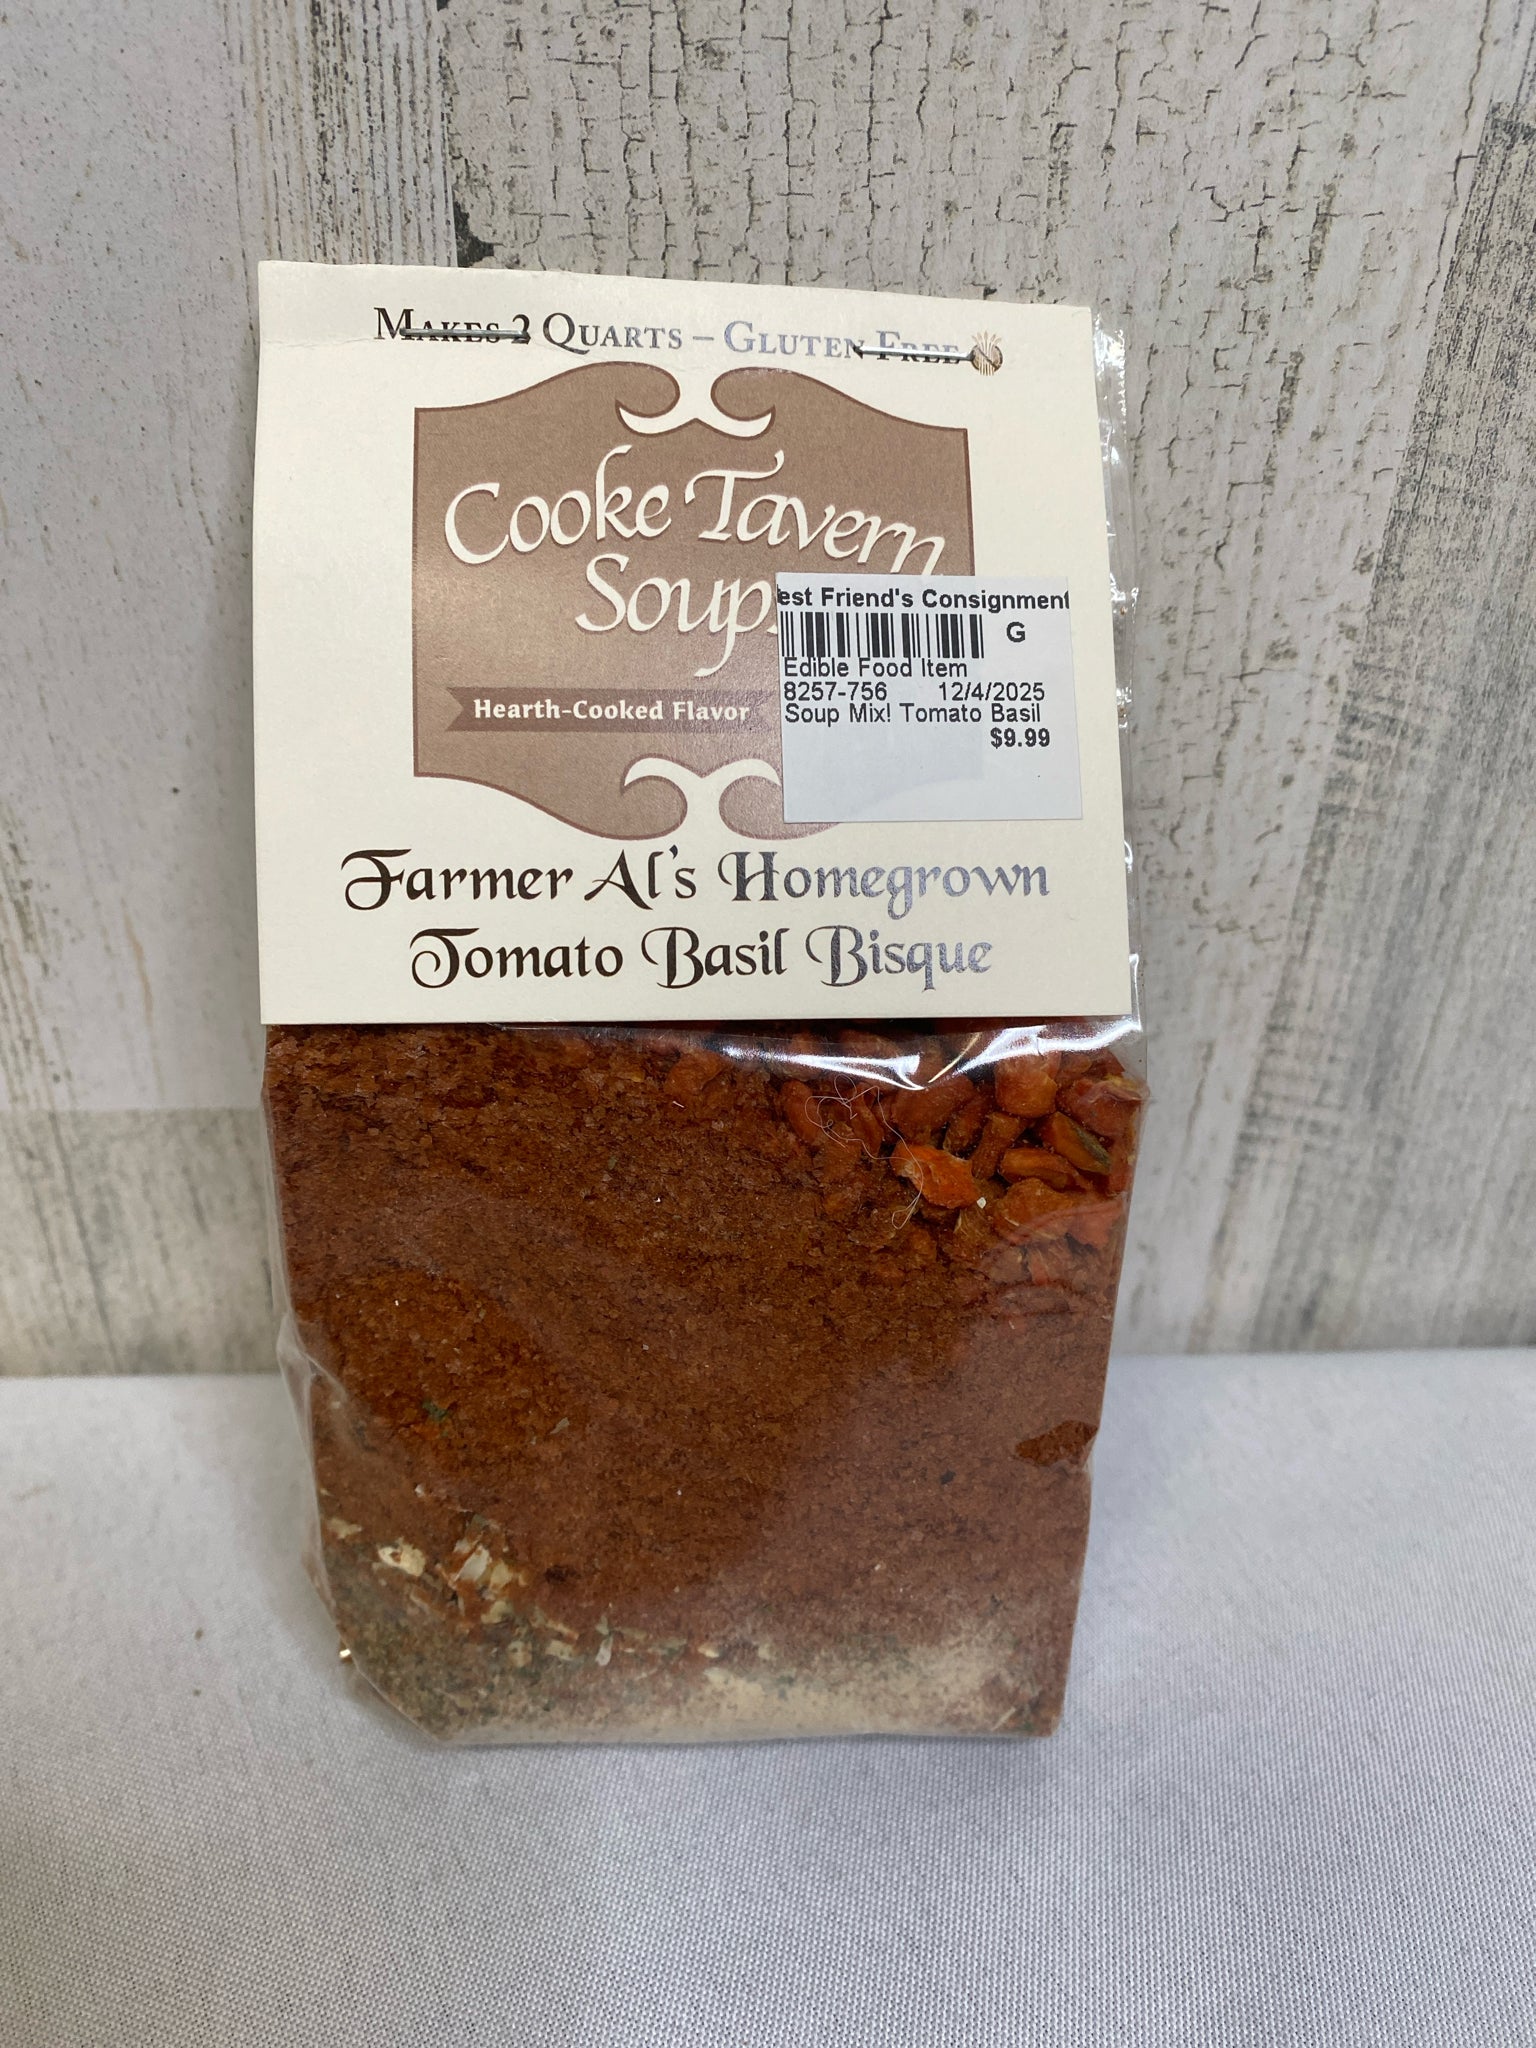 Makes 2 Quarts – Gluten Free
Cooke Tavern
Soups
Hearth-Cooked Flavor
est Friend's Consignment
G
Edible Food Item
8257-756 12/4/2025
Soup Mix! Tomato Basil
$9.99
Farmer Al's Homegrown
Tomato Basil Bisque